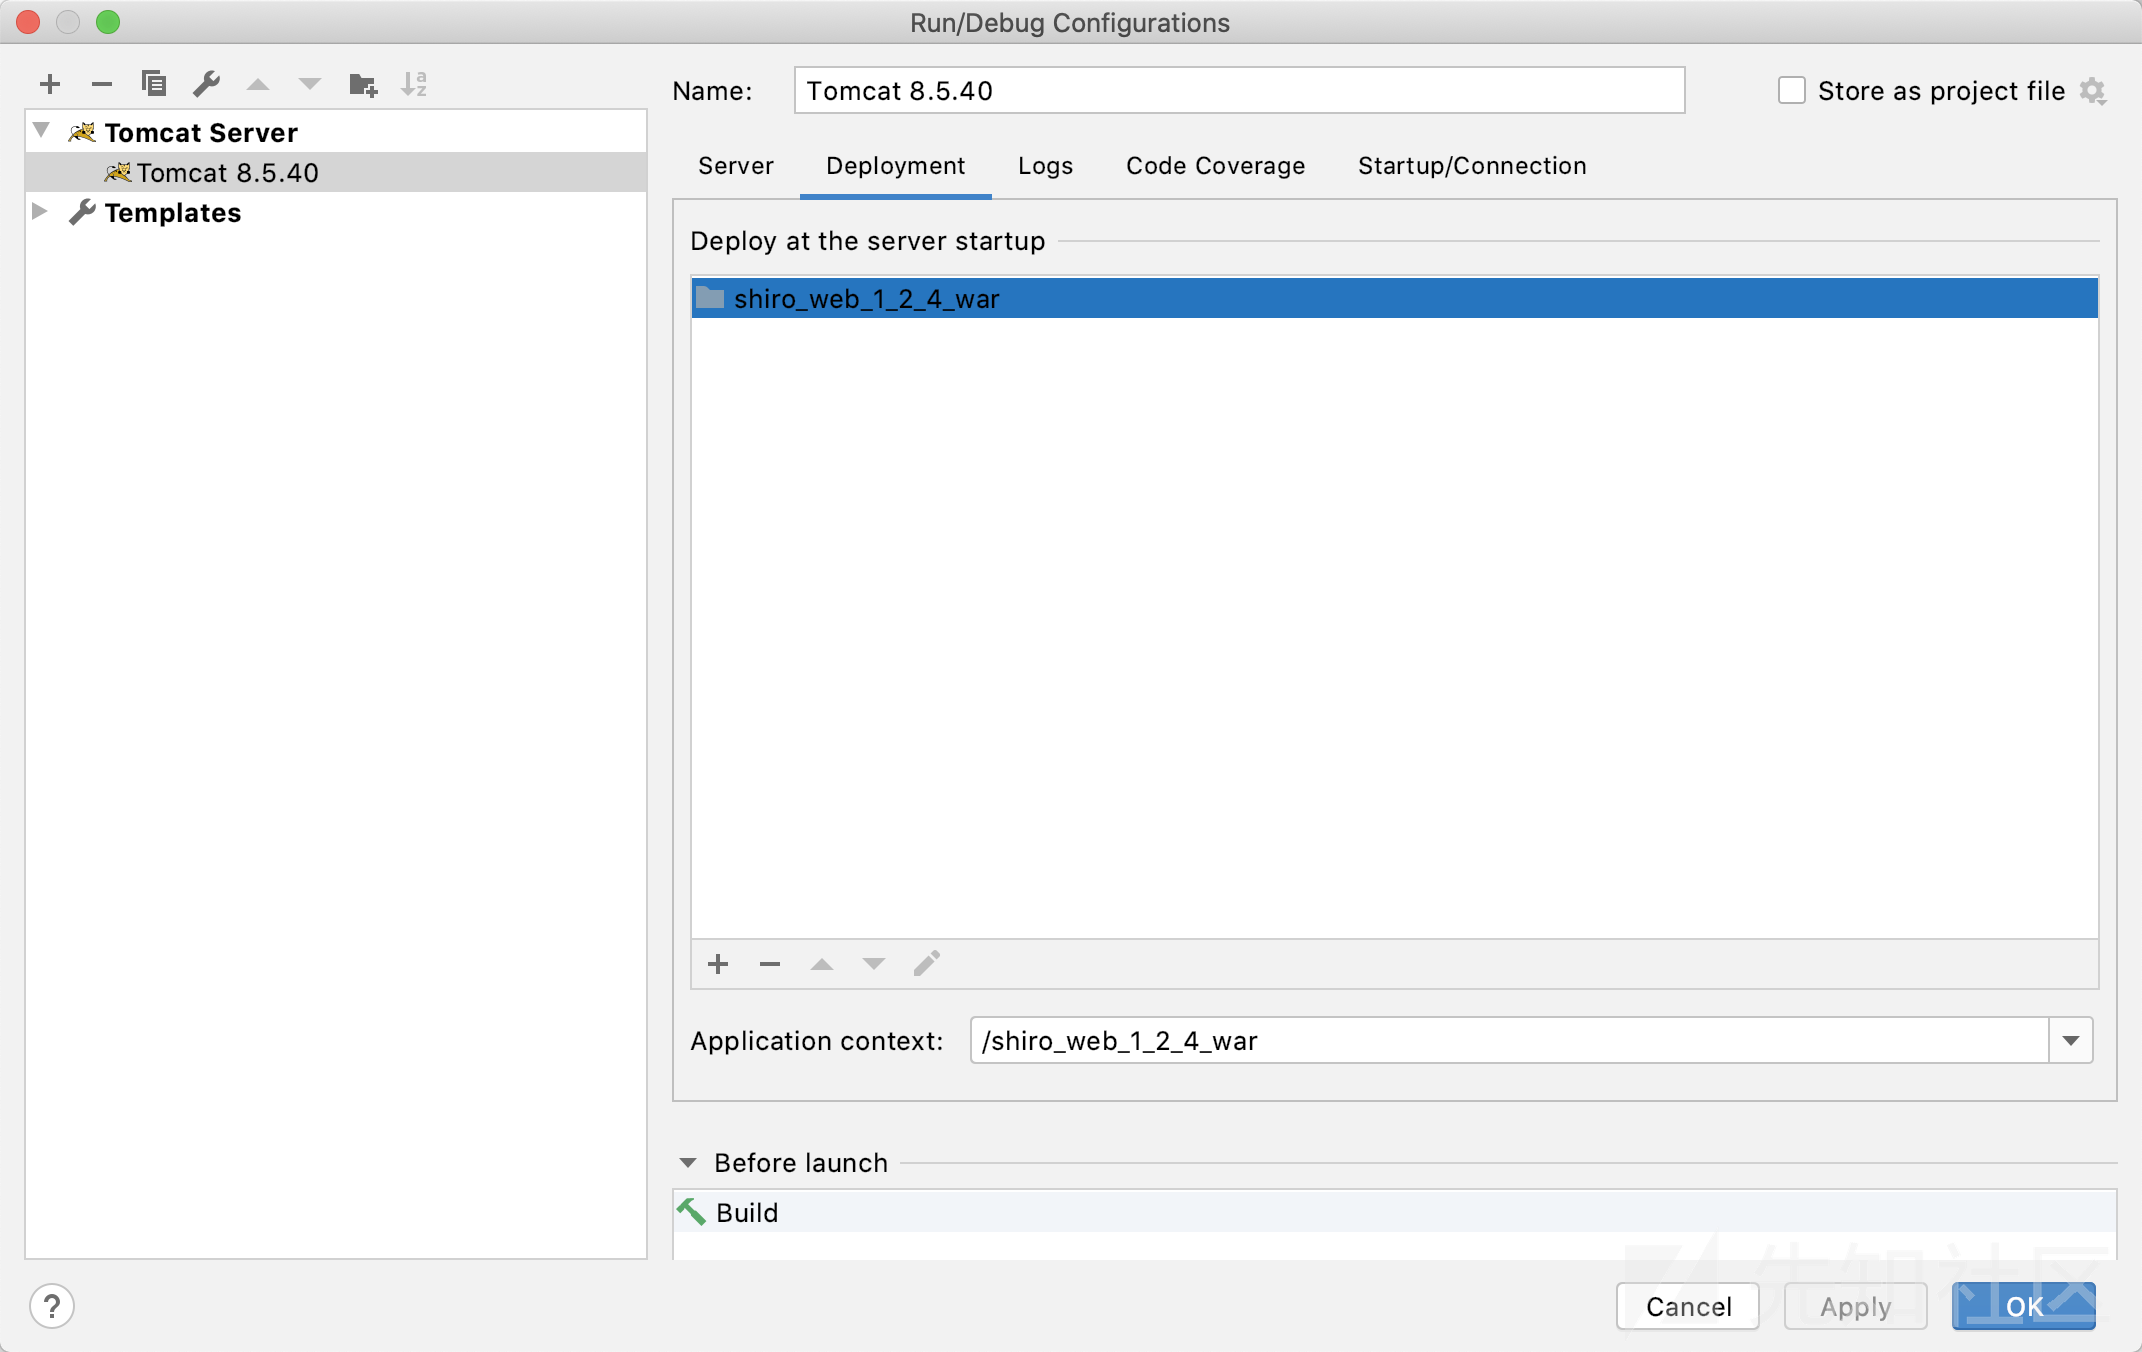 Run/Debug Configurations
Name: Tomcat 8.5.40
Store as project file
Tomcat Server
Tomcat 8.5.40
Templates
Server Deployment Logs Code Coverage Startup/Connection
Deploy at the server startup
shiro_web_1_2_4_war
Application context: /shiro_web_1_2_4_war
Before launch
Build
先知社区
? Cancel Apply OK